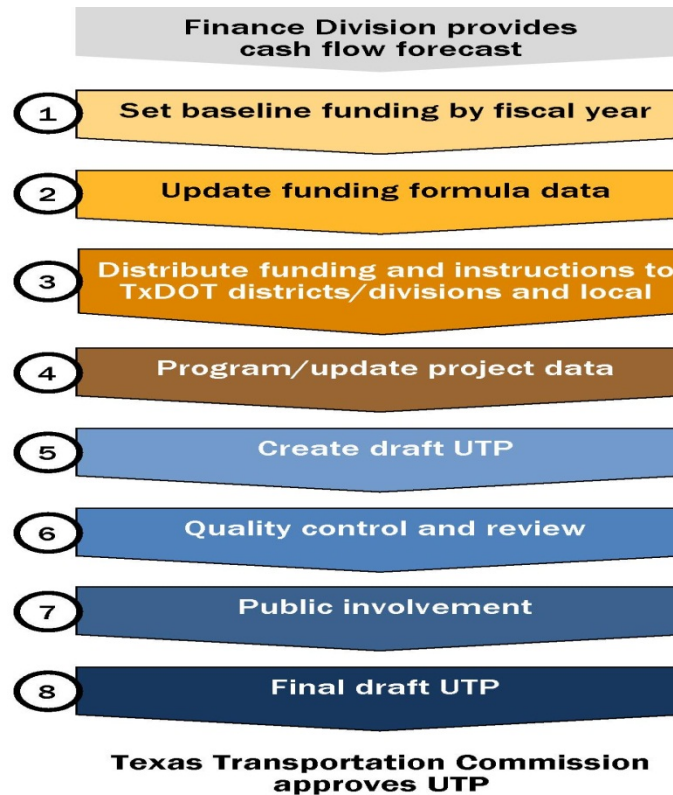 Finance Division provides
cash flow forecast
1 Set baseline funding by fiscal year
2 Update funding formula data
3 Distribute funding and instructions to
TxDOT districts/divisions and local
4 Program/update project data
5 Create draft UTP
6 Quality control and review
7 Public involvement
8 Final draft UTP
Texas Transportation Commission
approves UTP